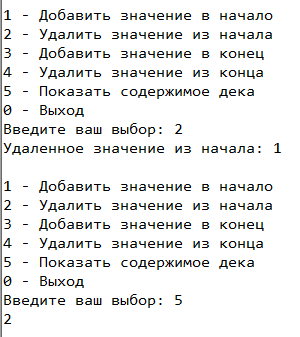 1 - Добавить значение в начало
2 - Удалить значение из начала
3 - Добавить значение в конец
4 - Удалить значение из конца
5 - Показать содержимое дека
0 - Выход
Введите ваш выбор: 2
Удаленное значение из начала: 1
1 - Добавить значение в начало
2 - Удалить значение из начала
3 - Добавить значение в конец
4 - Удалить значение из конца
5 - Показать содержимое дека
0 - Выход
Введите ваш выбор: 5
2